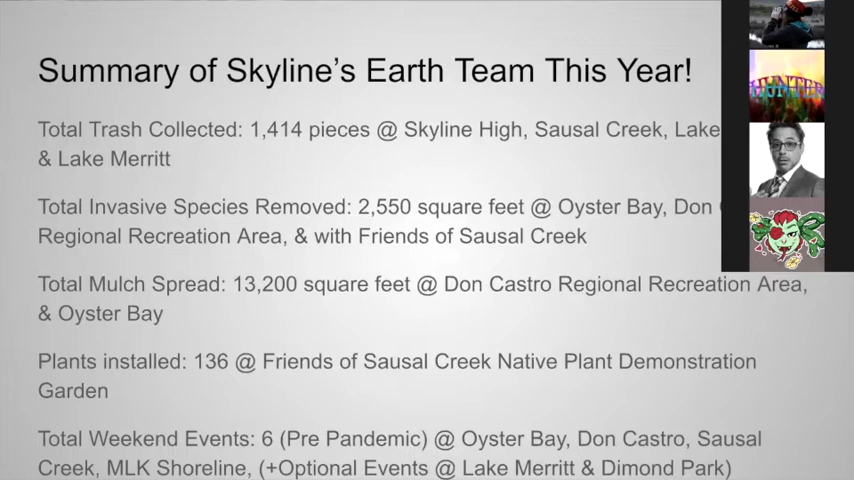 Summary of Skyline's Earth Team This Year!
Total Trash Collected: 1,414 pieces @ Skyline High, Sausal Creek, Lake
& Lake Merritt
Total Invasive Species Removed: 2,550 square feet @ Oyster Bay, Don
Regional Recreation Area, & with Friends of Sausal Creek
Total Mulch Spread: 13,200 square feet @ Don Castro Regional Recreation Area,
& Oyster Bay
Plants installed: 136 @ Friends of Sausal Creek Native Plant Demonstration
Garden
Total Weekend Events: 6 (Pre Pandemic) @ Oyster Bay, Don Castro, Sausal
Creek, MLK Shoreline, (+Optional Events @ Lake Merritt & Dimond Park)
HUNTER